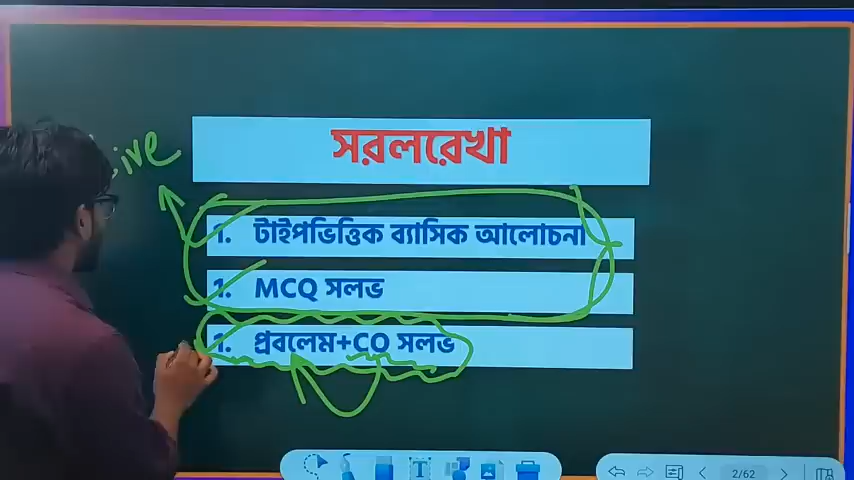 সরলরেখা
ive
1. টাইপভিত্তিক ব্যাসিক আলোচনা
1. MCQ সলভ
1. প্রবলেম+CQ সলভ
2/62